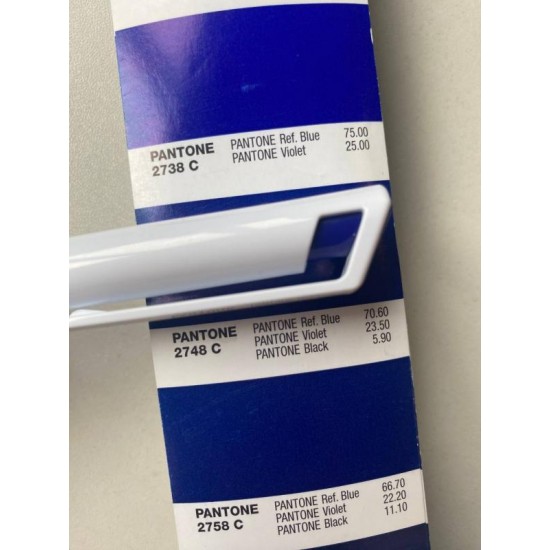 PANTONE 2738 C
PANTONE Ref. Blue 75.00
PANTONE Violet 25.00
PANTONE 2748 C
PANTONE Ref. Blue 70.60
PANTONE Violet 23.50
PANTONE Black 5.90
PANTONE 2758 C
PANTONE Ref. Blue 66.70
PANTONE Violet 22.20
PANTONE Black 11.10